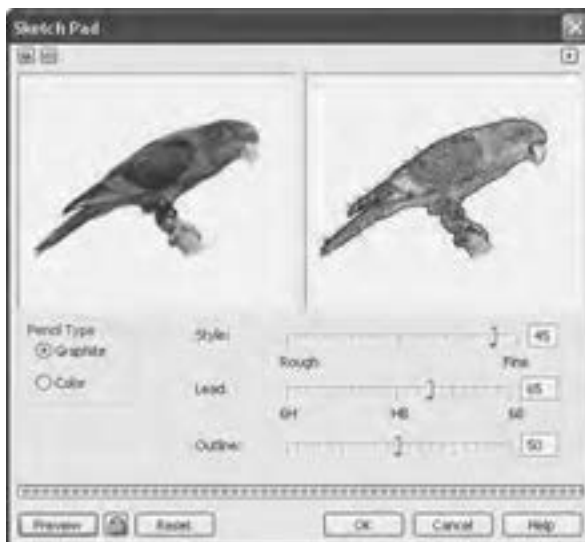 Sketch Pad
Pencil Type
Graphite
Color
Style: 45
Rough Fine
Lead: 65
6H HB 6B
Outline: 50
Preview Reset OK Cancel Help